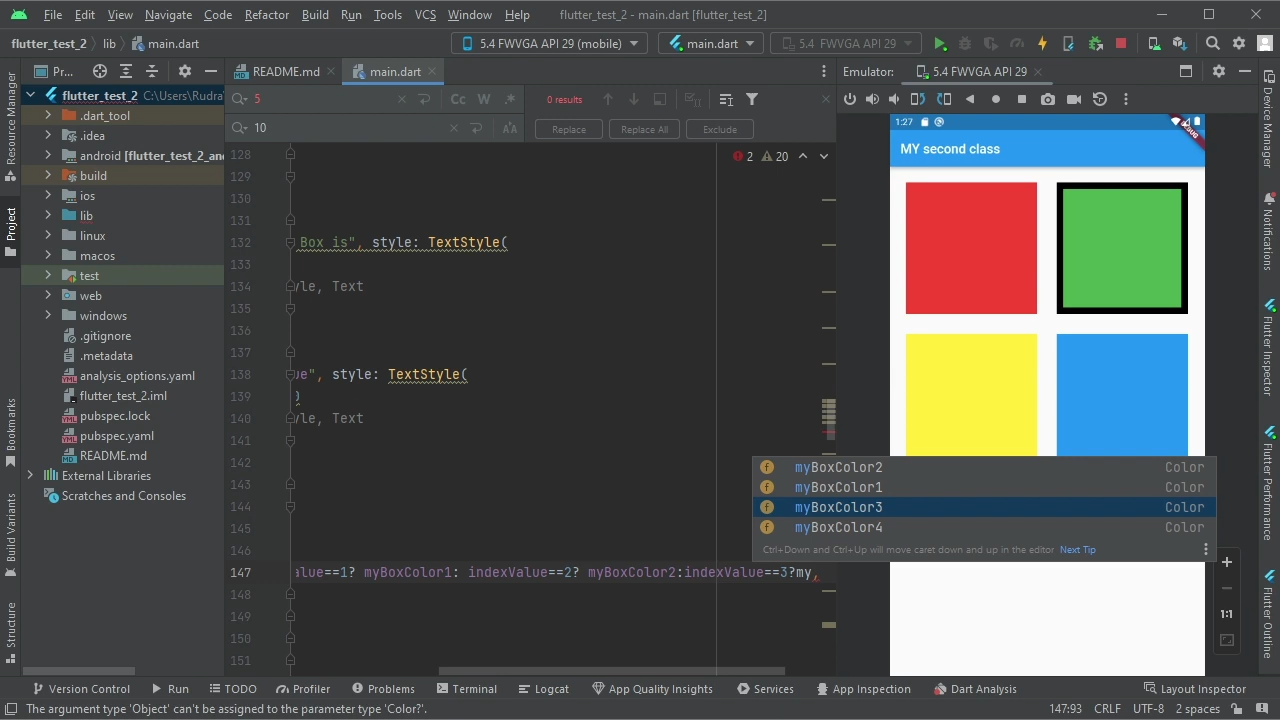 File Edit View Navigate Code Refactor Build Run Tools VCS Window Help flutter_test_2 - main.dart [flutter_test_2]
flutter_test_2 lib main.dart 5.4 FWVGA API 29 (mobile) main.dart 5.4 FWVGA API 29
Pr... README.md main.dart Emulator: 5.4 FWVGA API 29
5 Cc W .* 0 results
10 AA Replace Replace All Exclude
flutter_test_2 C:\Users\Rudra
.dart_tool
.idea
android [flutter_test_2_an
build
ios
lib
linux
macos
test
web
windows
.gitignore
.metadata
analysis_options.yaml
flutter_test_2.iml
pubspec.lock
pubspec.yaml
README.md
External Libraries
Scratches and Consoles
Resource Manager
Project
Bookmarks
Build Variants
Structure
2 20
128
129
130
131
132 Box is", style: TextStyle(
133
134 yle, Text
135
136
137
138 ue", style: TextStyle(
139 )
140 yle, Text
141
142
143
144
145
146
147 alue==1? myBoxColor1: indexValue==2? myBoxColor2:indexValue==3?my,
148
149
150
151
myBoxColor2 Color
myBoxColor1 Color
myBoxColor3 Color
myBoxColor4 Color
Ctrl+Down and Ctrl+Up will move caret down and up in the editor Next Tip
1:27
DEBUG
MY second class
1:1
Device Manager
Notifications
Flutter Inspector
Flutter Performance
Flutter Outline
Version Control Run TODO Profiler Problems Terminal Logcat App Quality Insights Services App Inspection Dart Analysis Layout Inspector
The argument type 'Object' can't be assigned to the parameter type 'Color?'. 147:93 CRLF UTF-8 2 spaces